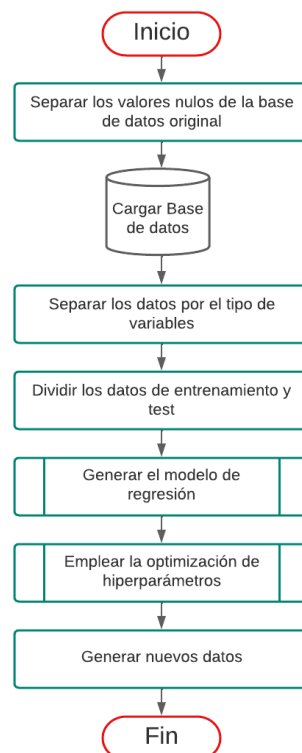 Inicio
Separar los valores nulos de la base
de datos original
Cargar Base
de datos
Separar los datos por el tipo de
variables
Dividir los datos de entrenamiento y
test
Generar el modelo de
regresión
Emplear la optimización de
hiperparámetros
Generar nuevos datos
Fin